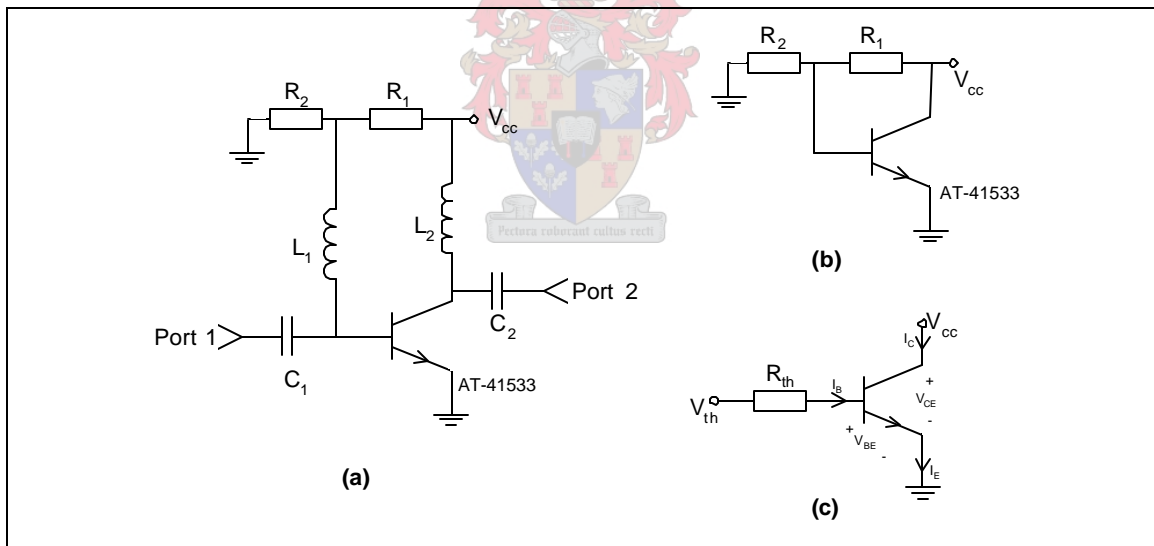 R2 R1
Vcc
L1
L2
Port 1
C1
C2
Port 2
AT-41533
(a)
Pectora roborant cultus recti
R2 R1
Vcc
AT-41533
(b)
Vcc
IC
Rth
IB
Vth
+
VCE
-
+
VBE
-
IE
(c)